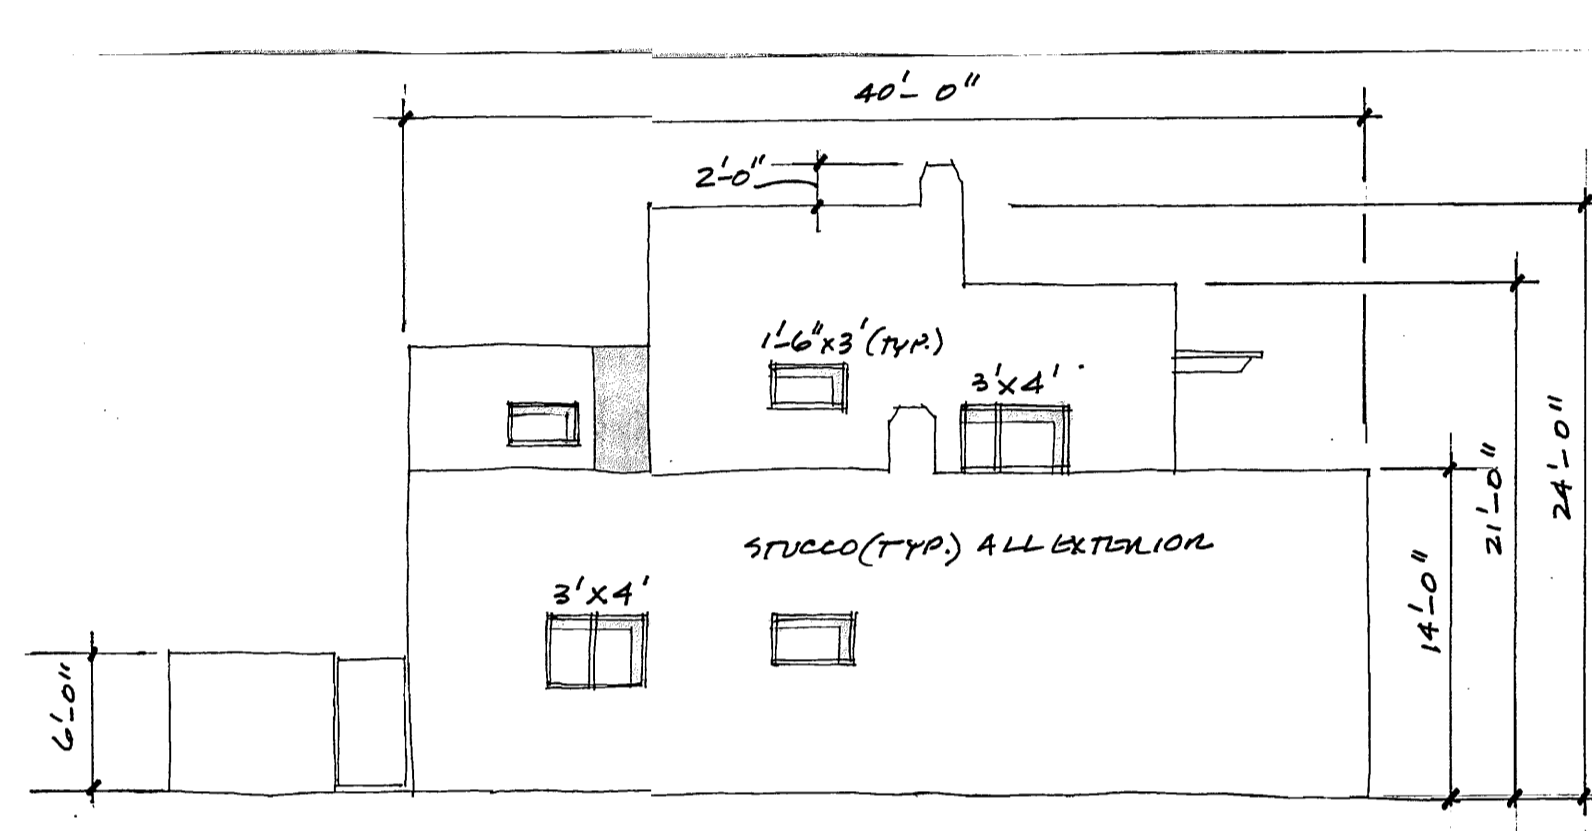 40'-0"
2'-0"
1'-6"x3' (TYP.)
3'x4'
STUCCO (TYP.) ALL EXTERIOR
3'x4'
6'-0"
14'-0"
21'-0"
24'-0"